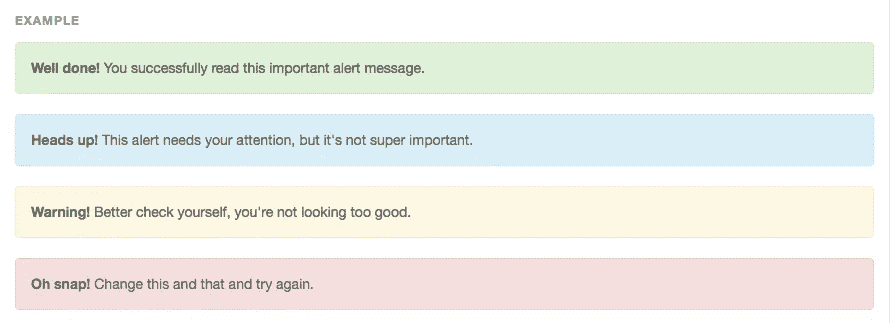 EXAMPLE
Well done! You successfully read this important alert message.
Heads up! This alert needs your attention, but it's not super important.
Warning! Better check yourself, you're not looking too good.
Oh snap! Change this and that and try again.